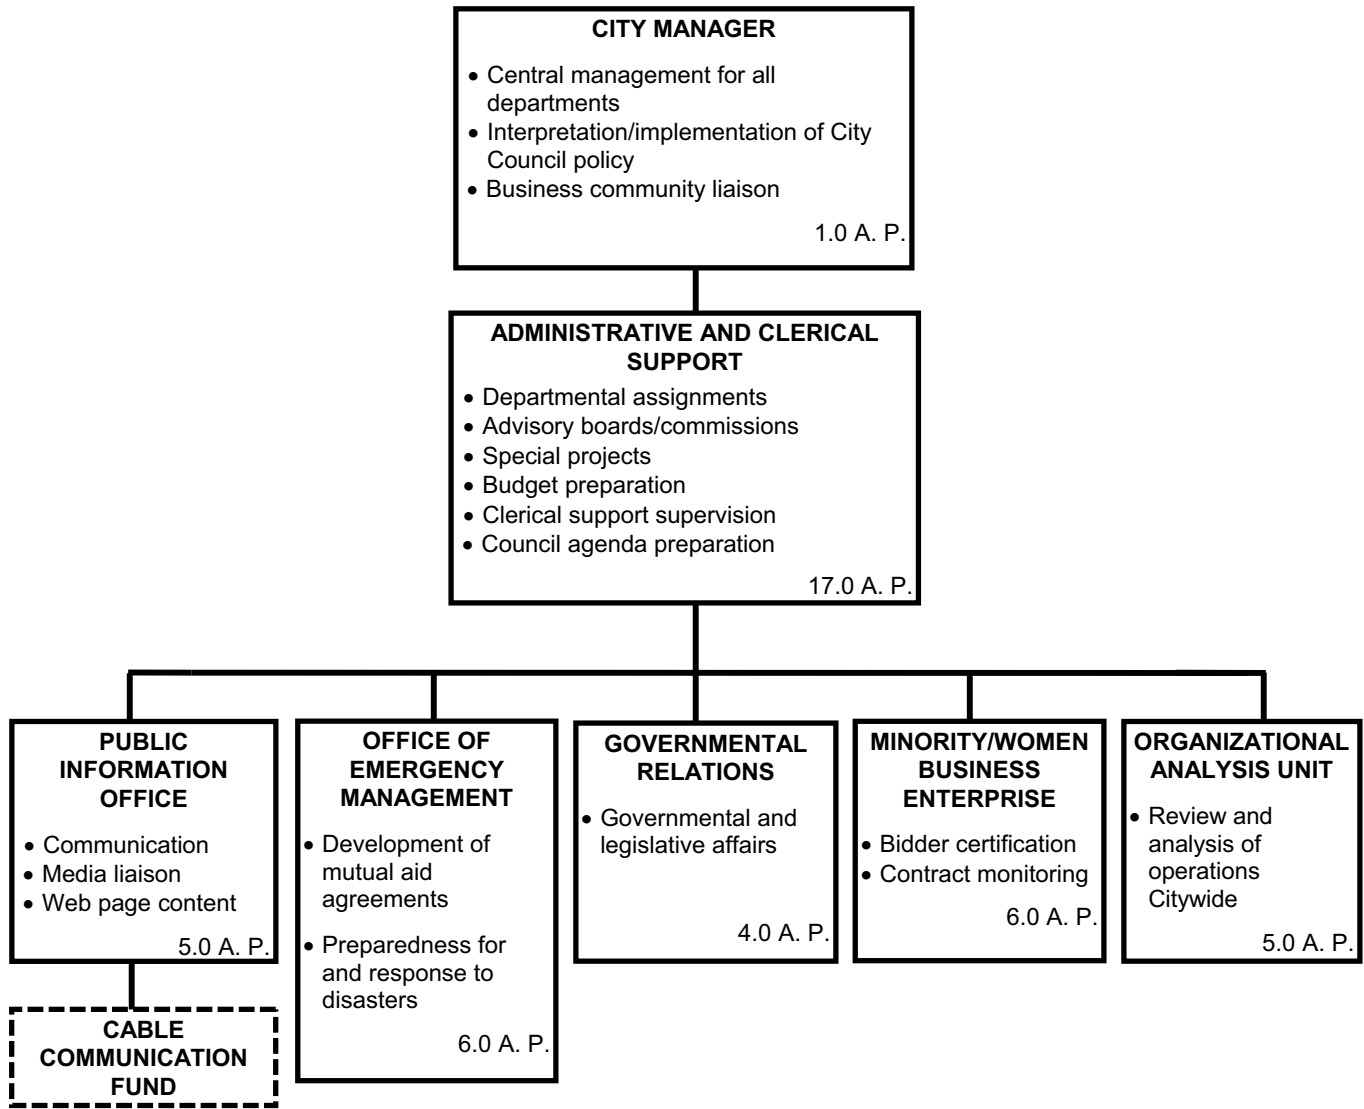 CITY MANAGER
• Central management for all
departments
• Interpretation/implementation of City
Council policy
• Business community liaison
1.0 A. P.
ADMINISTRATIVE AND CLERICAL
SUPPORT
• Departmental assignments
• Advisory boards/commissions
• Special projects
• Budget preparation
• Clerical support supervision
• Council agenda preparation
17.0 A. P.
PUBLIC
INFORMATION
OFFICE
• Communication
• Media liaison
• Web page content
5.0 A. P.
CABLE
COMMUNICATION
FUND
OFFICE OF
EMERGENCY
MANAGEMENT
• Development of
mutual aid
agreements
• Preparedness for
and response to
disasters
6.0 A. P.
GOVERNMENTAL
RELATIONS
• Governmental and
legislative affairs
4.0 A. P.
MINORITY/WOMEN
BUSINESS
ENTERPRISE
• Bidder certification
• Contract monitoring
6.0 A. P.
ORGANIZATIONAL
ANALYSIS UNIT
• Review and
analysis of
operations
Citywide
5.0 A. P.